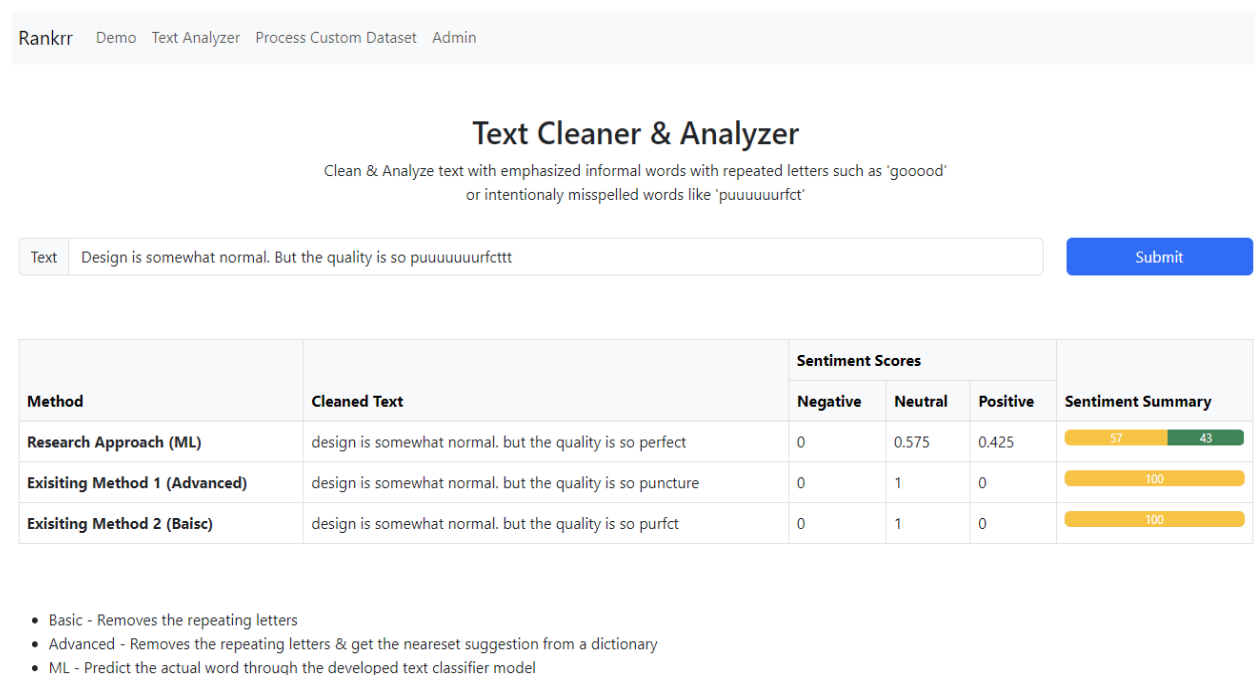 Rankrr Demo Text Analyzer Process Custom Dataset Admin
Text Cleaner & Analyzer
Clean & Analyze text with emphasized informal words with repeated letters such as 'gooood'
or intentionaly misspelled words like 'puuuuuurfct'
Text Design is somewhat normal. But the quality is so puuuuuuurfcttt Submit
Sentiment Scores
Method Cleaned Text Negative Neutral Positive Sentiment Summary
Research Approach (ML) design is somewhat normal. but the quality is so perfect 0 0.575 0.425 57 43
Exisiting Method 1 (Advanced) design is somewhat normal. but the quality is so puncture 0 1 0 100
Exisiting Method 2 (Baisc) design is somewhat normal. but the quality is so purfct 0 1 0 100
Basic - Removes the repeating letters
Advanced - Removes the repeating letters & get the neareset suggestion from a dictionary
ML - Predict the actual word through the developed text classifier model